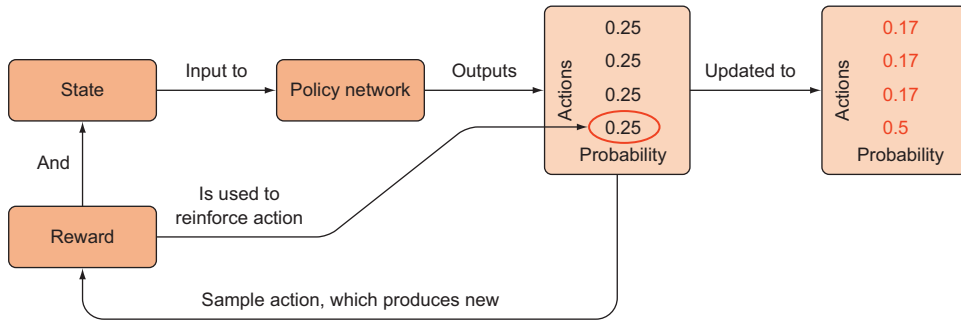 State
Input to
Policy network
Outputs
Actions
0.25
0.25
0.25
0.25
Probability
Updated to
Actions
0.17
0.17
0.17
0.5
Probability
And
Is used to
reinforce action
Reward
Sample action, which produces new